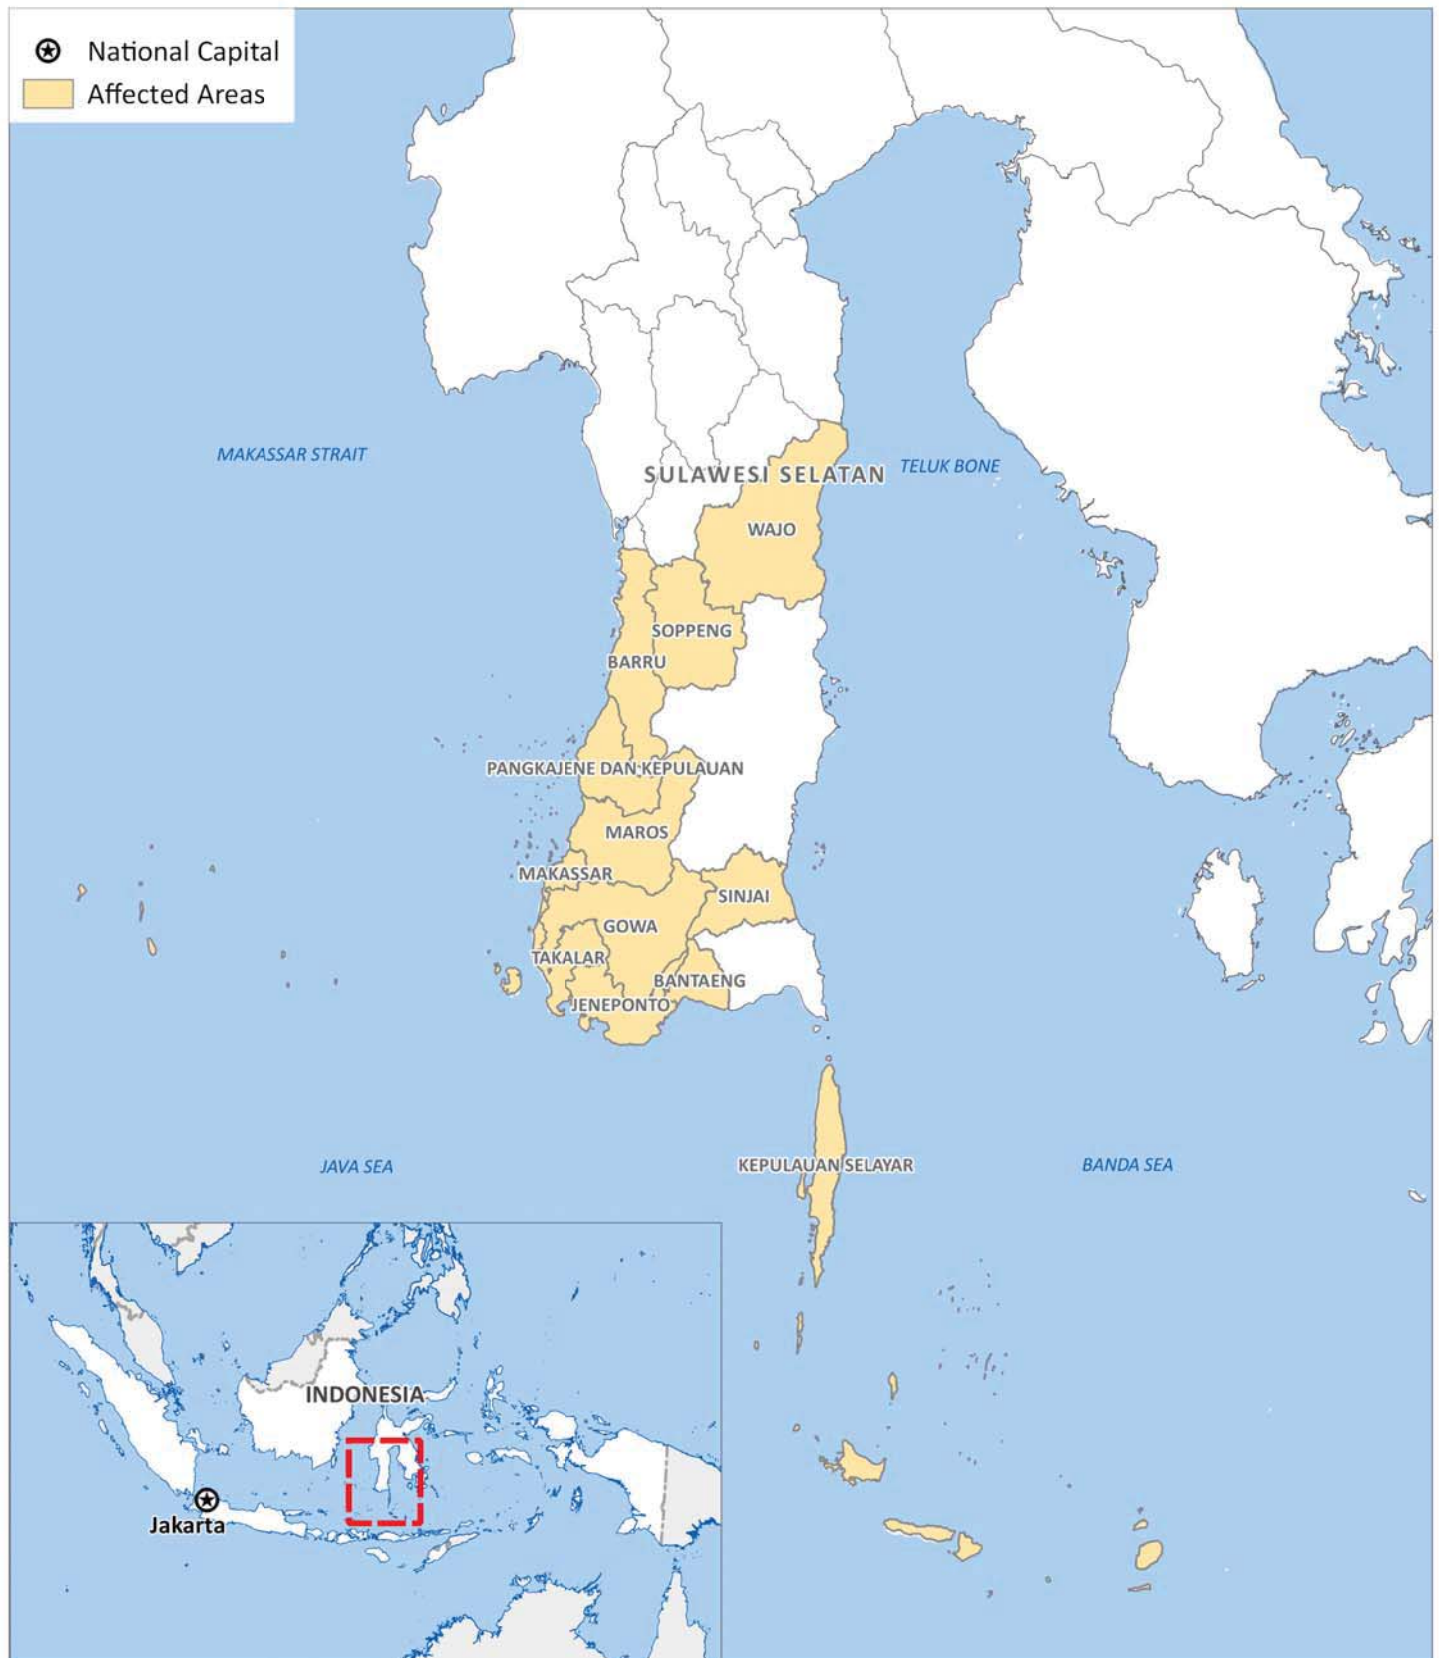 National Capital
Affected Areas
MAKASSAR STRAIT
SULAWESI SELATAN
TELUK BONE
WAJO
SOPPENG
BARRU
PANGKAJENE DAN KEPULAUAN
MAROS
MAKASSAR
SINJAI
GOWA
TAKALAR
BANTAENG
JENEPONTO
JAVA SEA
KEPULAUAN SELAYAR
BANDA SEA
INDONESIA
Jakarta